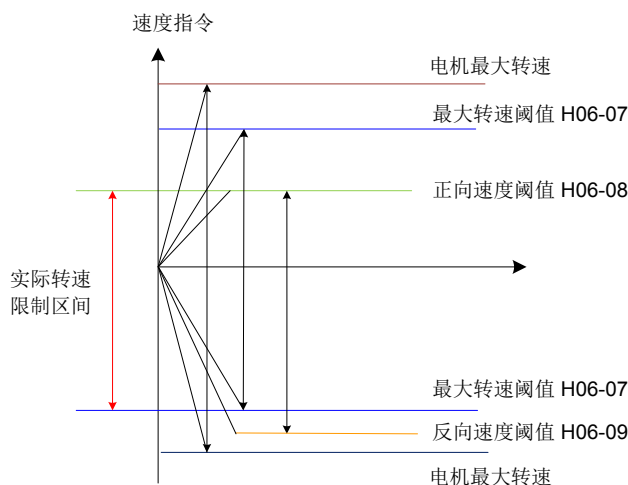 速度指令
电机最大转速
最大转速阈值 H06-07
正向速度阈值 H06-08
实际转速
限制区间
最大转速阈值 H06-07
反向速度阈值 H06-09
电机最大转速